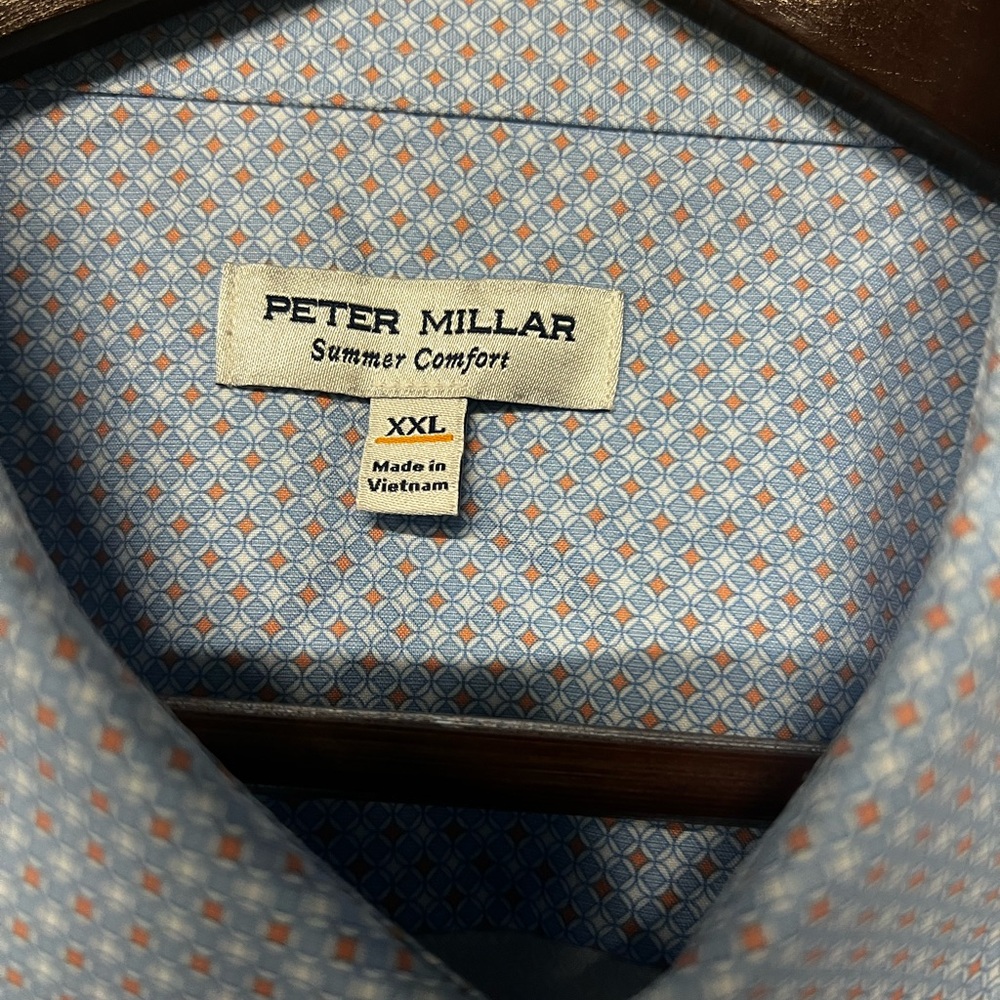 PETER MILLAR
Summer Comfort
XXL
Made in
Vietnam